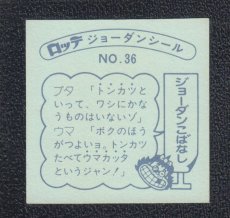 ロッテ ジョーダンシール
NO.36
ジョーダンこばなし
ブタ「トンカツと
いって、ワシにかな
うものはいないゾ」
ウマ「ボクのほう
がつよいョ。トンカツ
たべてウマカッタ
というジャン!」